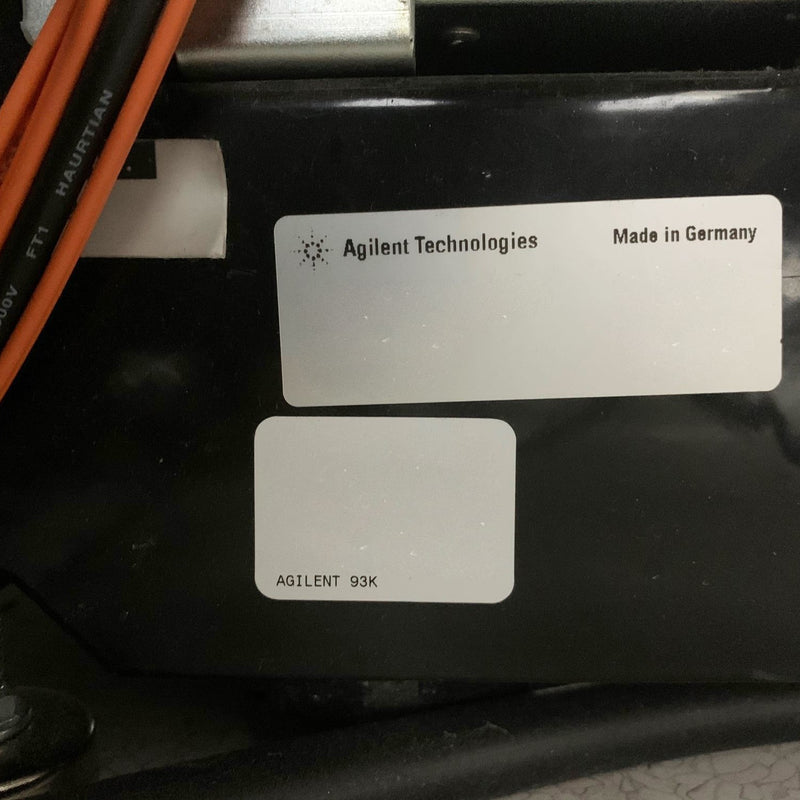 HAURTIAN
FT1
Agilent Technologies
Made in Germany
AGILENT 93K